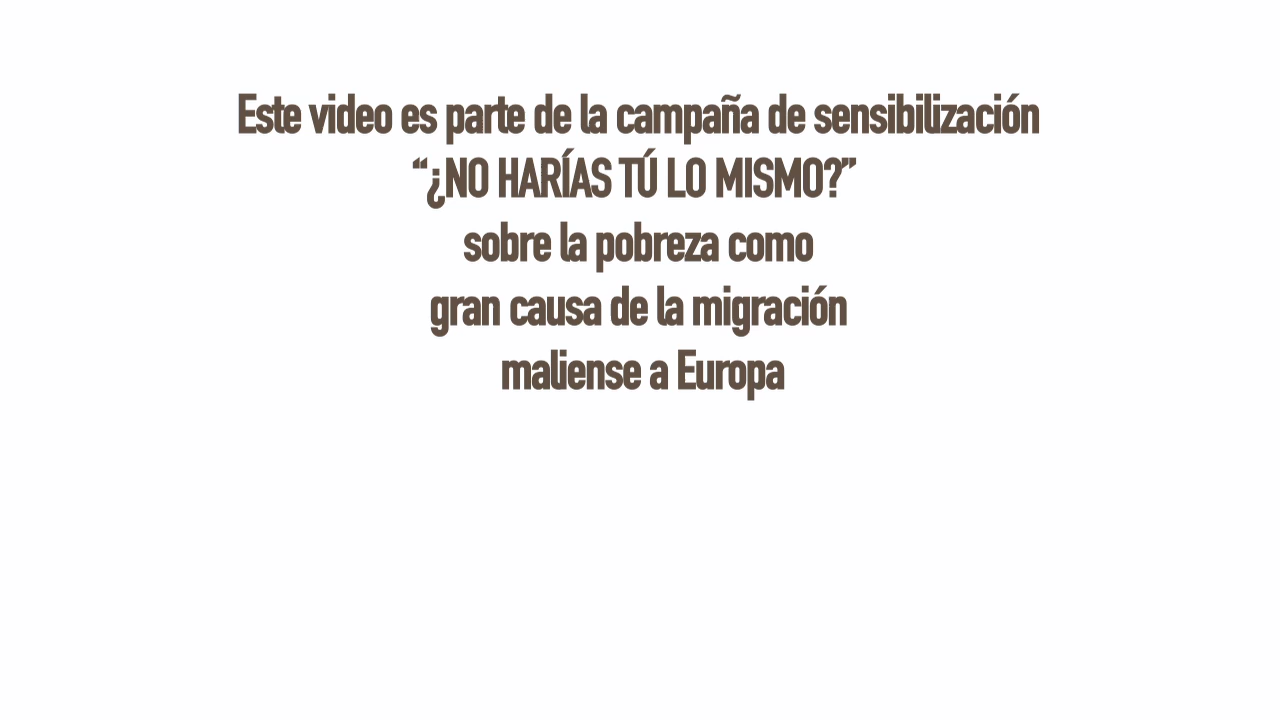 Este video es parte de la campaña de sensibilización
“¿NO HARÍAS TÚ LO MISMO?”
sobre la pobreza como
gran causa de la migración
maliense a Europa